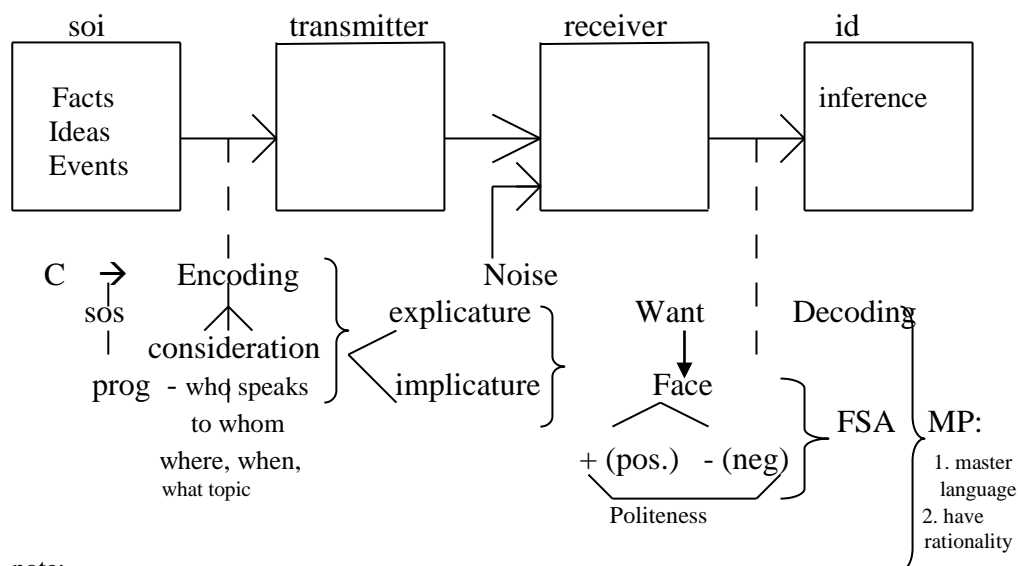 soi transmitter receiver id
Facts
Ideas
Events
inference
C → Encoding Noise
sos explicature Want Decoding
consideration
prog - who speaks implicature Face
to whom FSA MP:
where, when, + (pos.) - (neg)
what topic
1. master
language
Politeness
2. have
rationality
note: